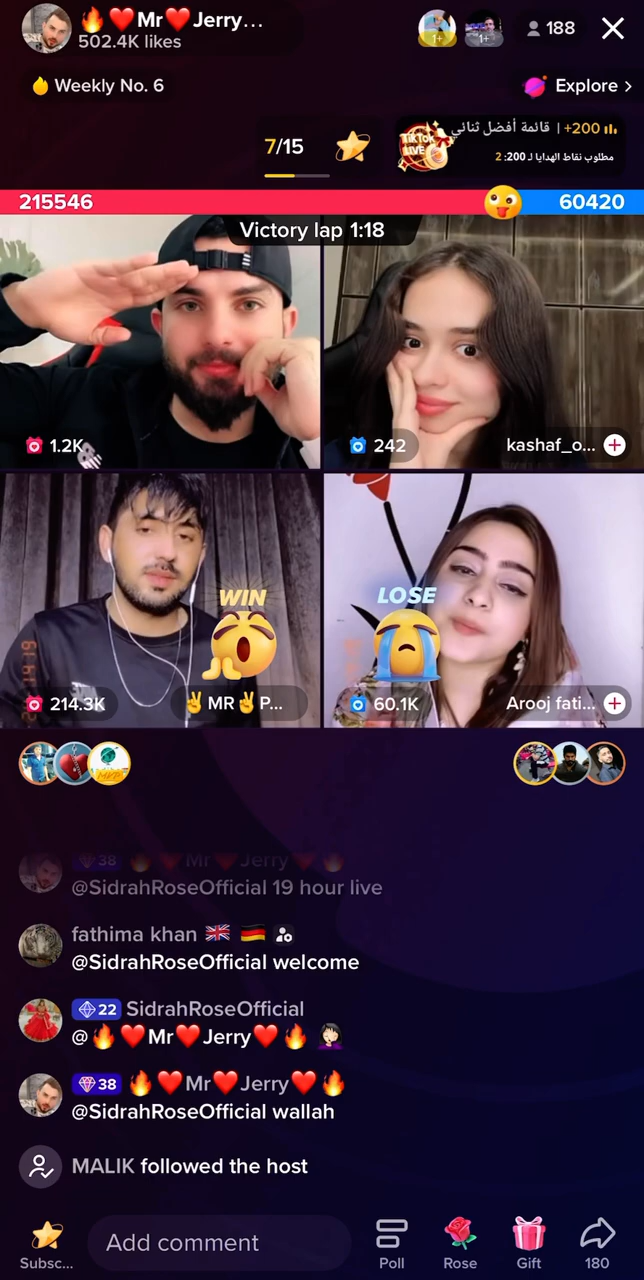 🔥❤️Mr❤️Jerry...
502.4K likes
1+
1+
188
Weekly No. 6
Explore >
7/15
TikTok LIVE
قائمة أفضل ثنائي | +200
مطلوب نقاط الهدايا لـ 200: 2
215546
60420
Victory lap 1:18
1.2K
242
kashaf_o...
WIN
LOSE
214.3K
✌️MR✌️P...
60.1K
Arooj fati...
38 🔥❤️Mr❤️Jerry❤️🔥
@SidrahRoseOfficial 19 hour live
fathima khan 🇬🇧 🇩🇪
@SidrahRoseOfficial welcome
22 SidrahRoseOfficial
@🔥❤️Mr❤️Jerry❤️🔥 🤦🏻‍♀️
38 🔥❤️Mr❤️Jerry❤️🔥
@SidrahRoseOfficial wallah
MALIK followed the host
Add comment
Subsc...
Poll
Rose
Gift
180